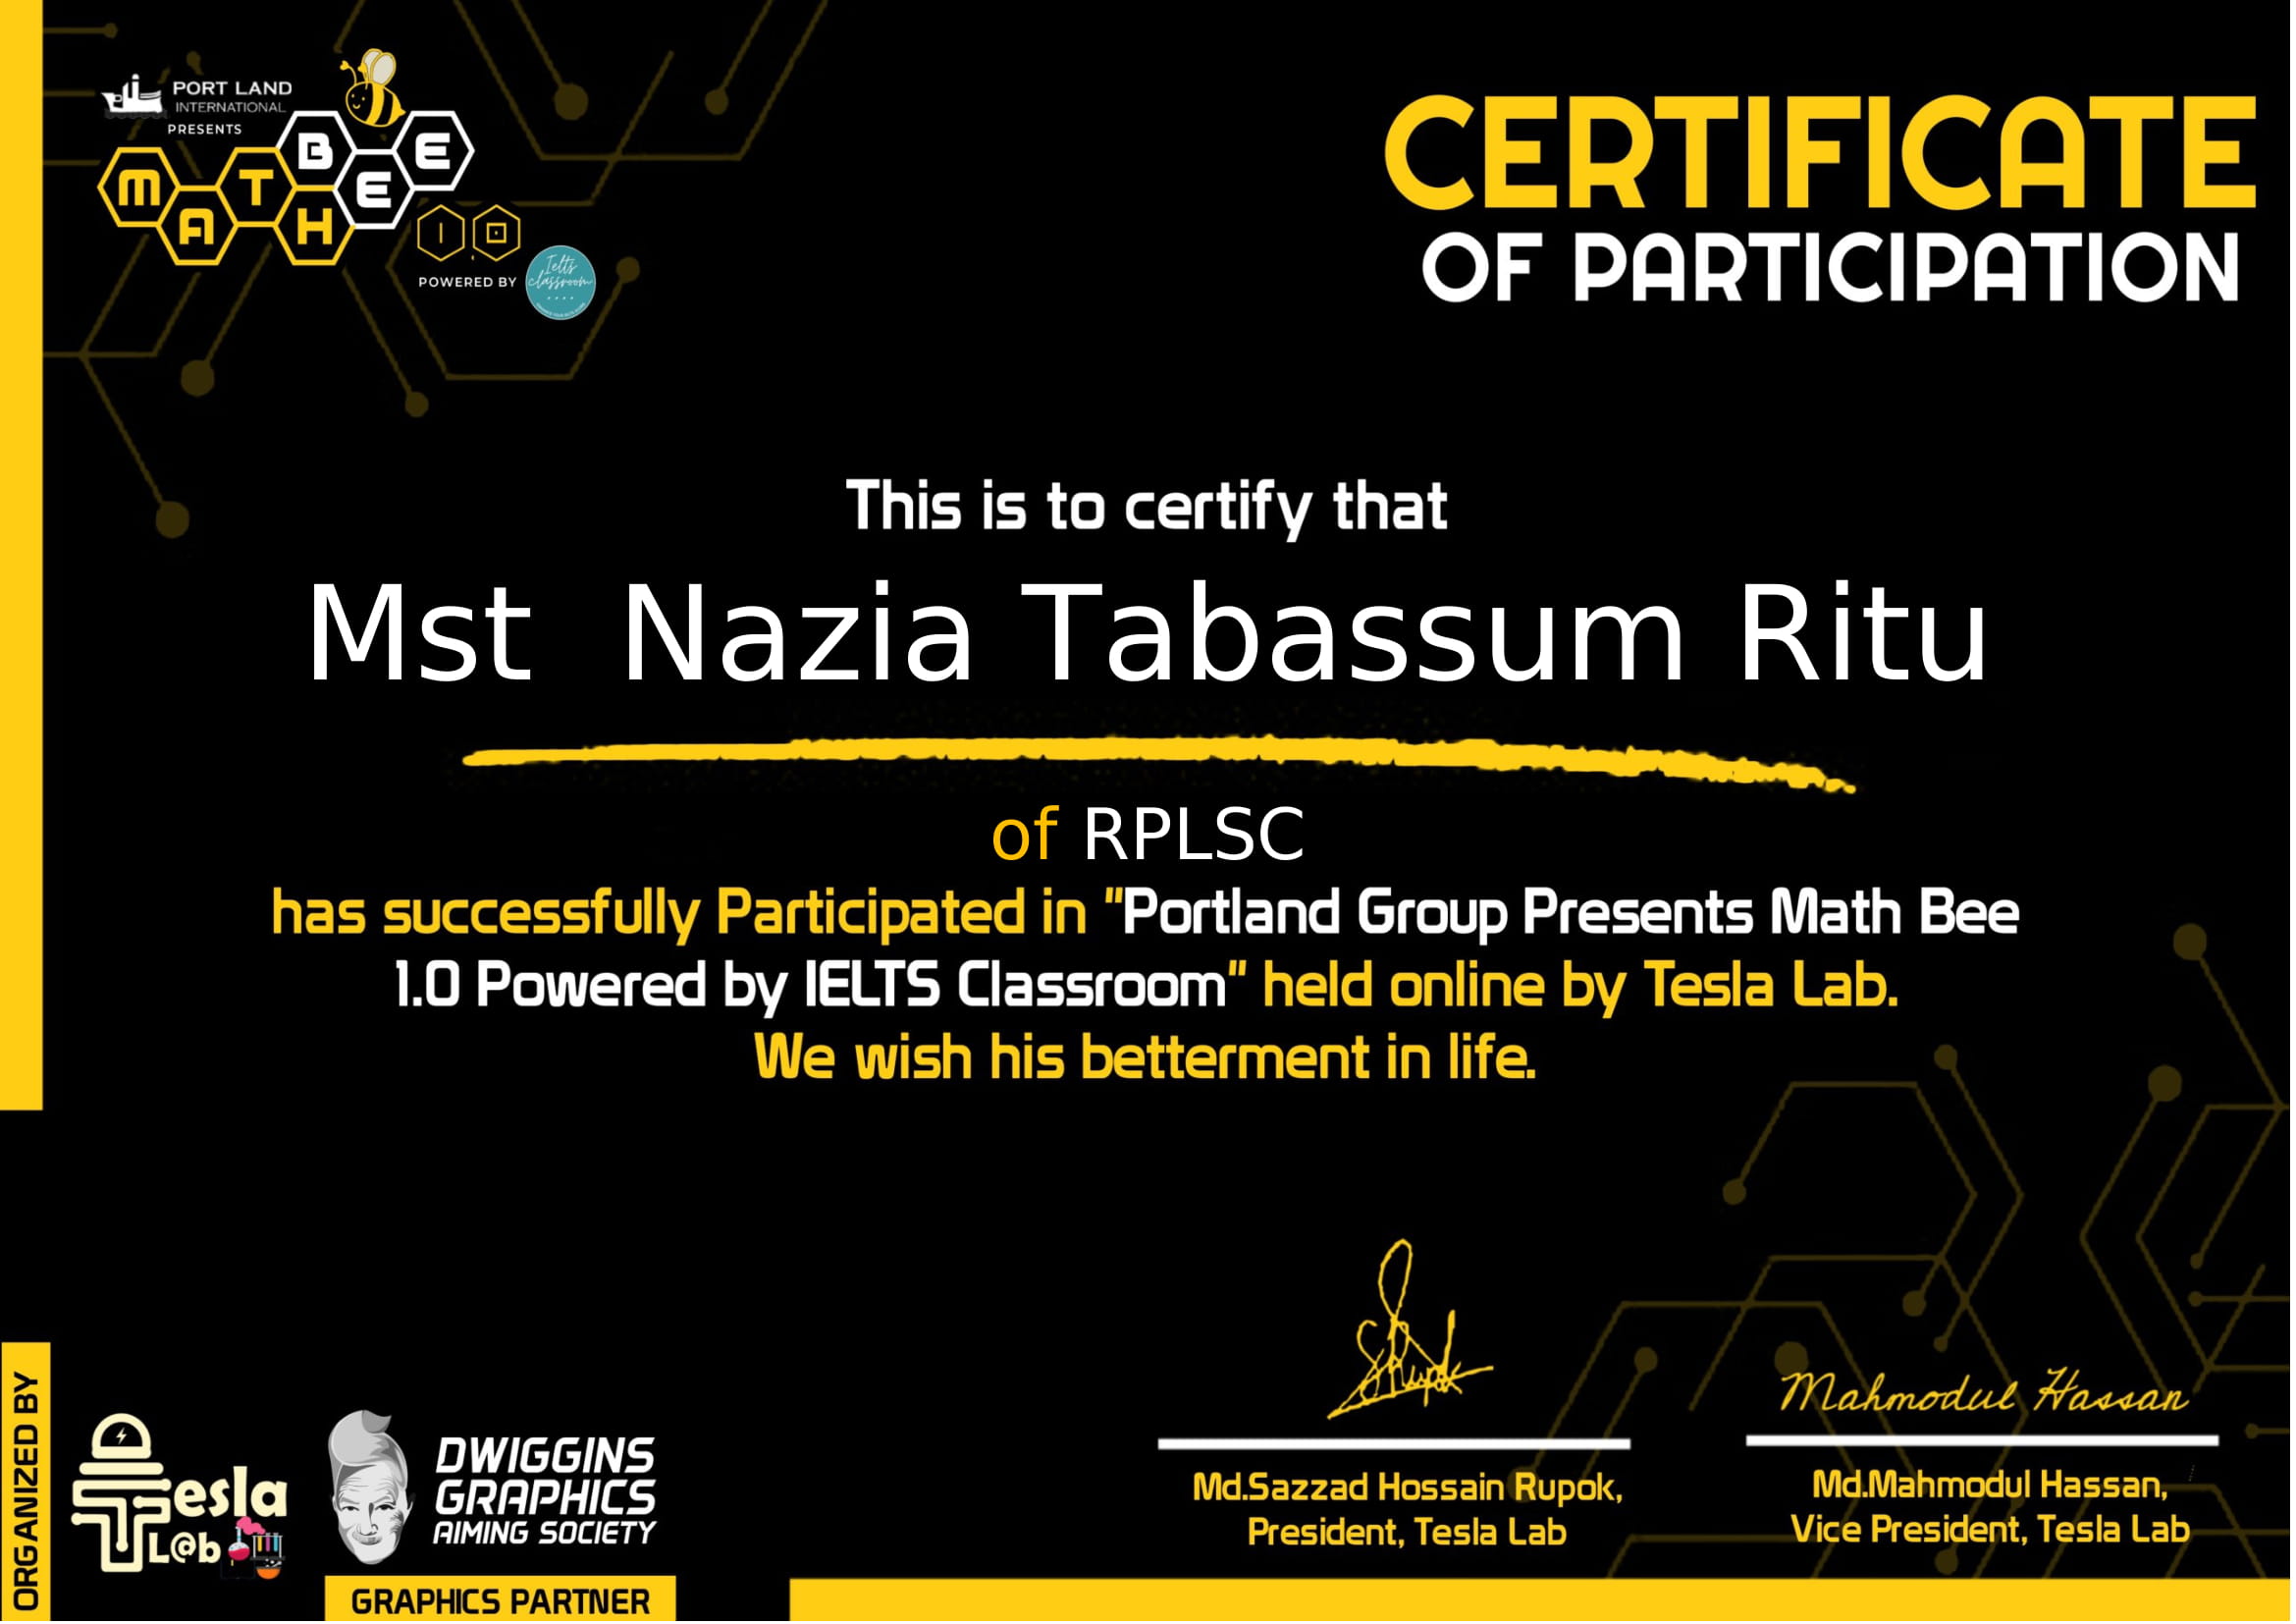 PORT LAND
INTERNATIONAL
PRESENTS
MATH BEE
1.0
POWERED BY
Ielts
classroom
CERTIFICATE
OF PARTICIPATION
This is to certify that
Mst  Nazia Tabassum Ritu
of RPLSC
has successfully Participated in "Portland Group Presents Math Bee
1.0 Powered by IELTS Classroom" held online by Tesla Lab.
We wish his betterment in life.
ORGANIZED BY
Tesla
L@b
DWIGGINS
GRAPHICS
AIMING SOCIETY
GRAPHICS PARTNER
SRupok
Md.Sazzad Hossain Rupok,
President, Tesla Lab
Mahmodul Hassan
Md.Mahmodul Hassan,
Vice President, Tesla Lab